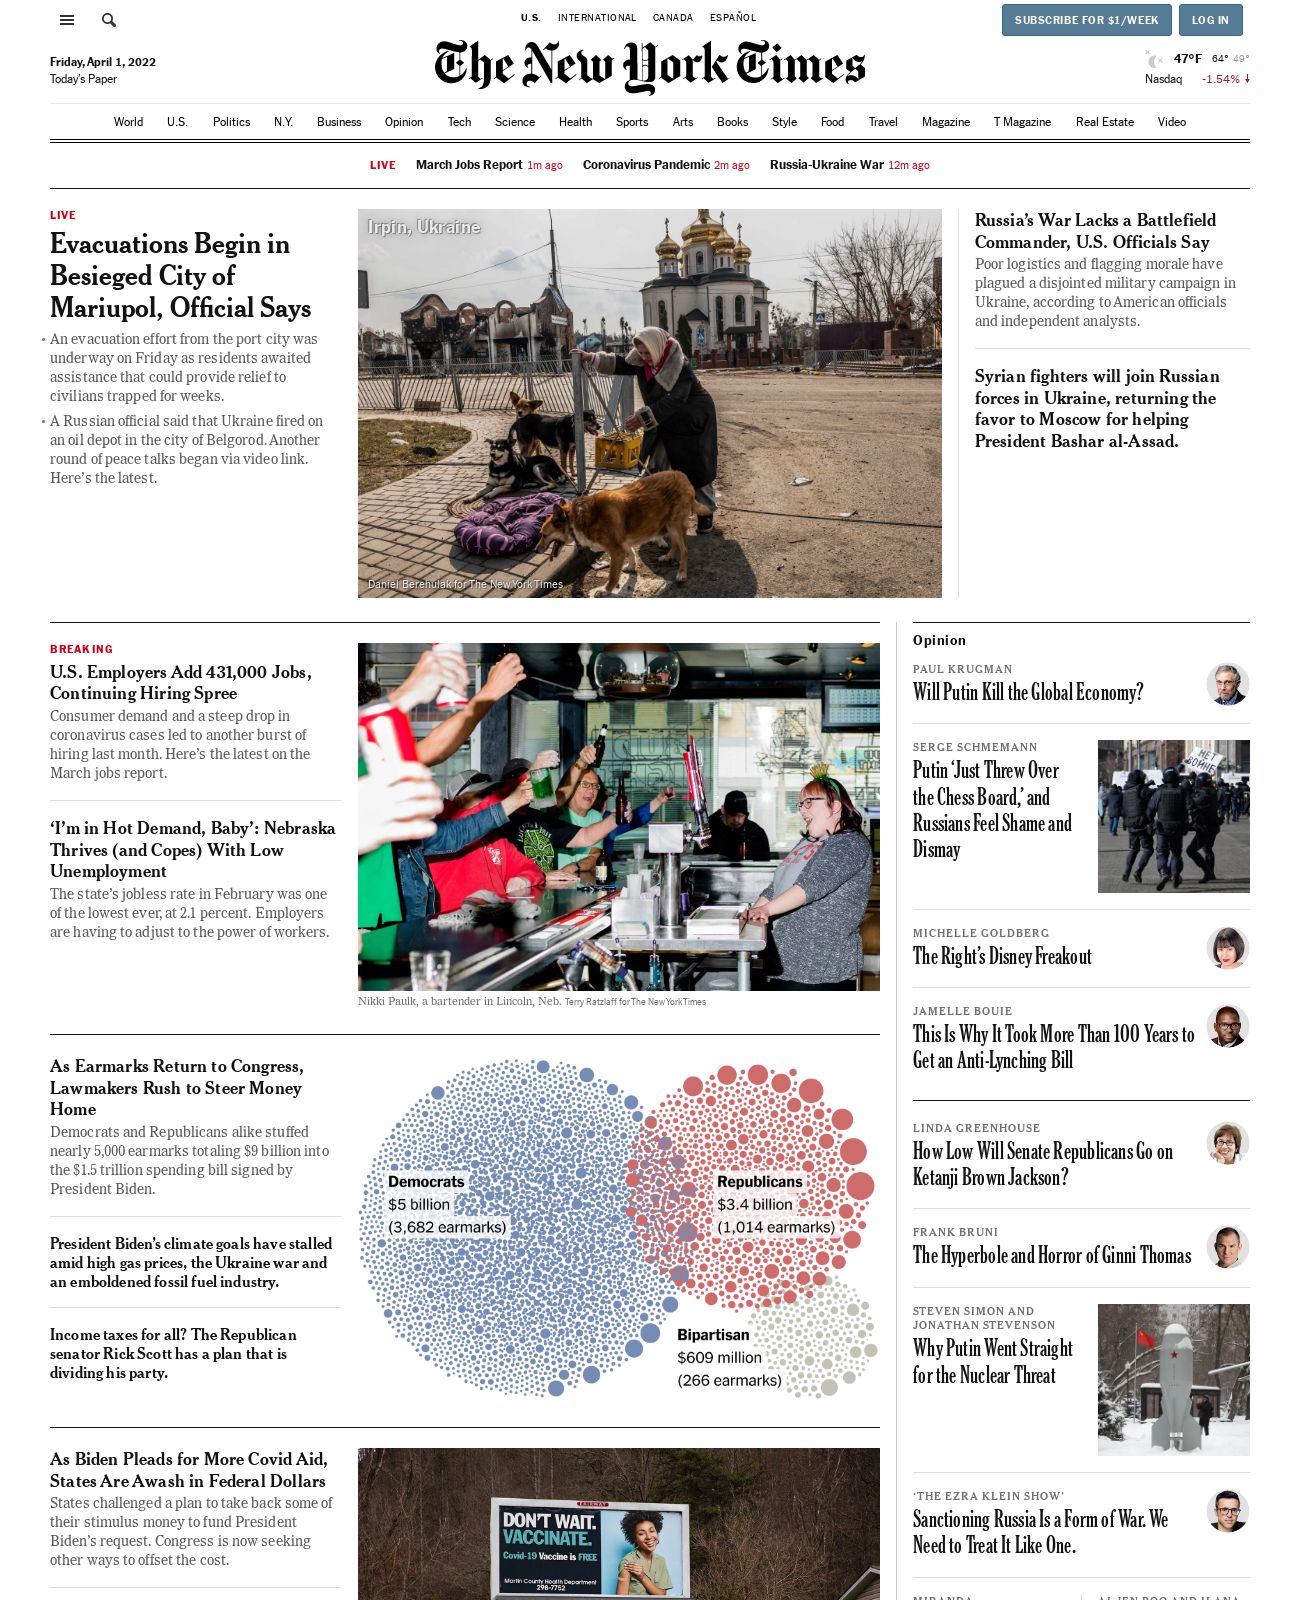 U.S. INTERNATIONAL CANADA ESPAÑOL
SUBSCRIBE FOR $1/WEEK LOG IN
Friday, April 1, 2022
Today's Paper
The New York Times
47°F 64° 49°
Nasdaq -1.54%
World U.S. Politics N.Y. Business Opinion Tech Science Health Sports Arts Books Style Food Travel Magazine T Magazine Real Estate Video
LIVE March Jobs Report 1m ago Coronavirus Pandemic 2m ago Russia-Ukraine War 12m ago
LIVE
Evacuations Begin in
Besieged City of
Mariupol, Official Says
• An evacuation effort from the port city was
underway on Friday as residents awaited
assistance that could provide relief to
civilians trapped for weeks.
• A Russian official said that Ukraine fired on
an oil depot in the city of Belgorod. Another
round of peace talks began via video link.
Here's the latest.
Irpin, Ukraine
Daniel Berehulak for The New York Times
Russia's War Lacks a Battlefield
Commander, U.S. Officials Say
Poor logistics and flagging morale have
plagued a disjointed military campaign in
Ukraine, according to American officials
and independent analysts.
Syrian fighters will join Russian
forces in Ukraine, returning the
favor to Moscow for helping
President Bashar al-Assad.
BREAKING
U.S. Employers Add 431,000 Jobs,
Continuing Hiring Spree
Consumer demand and a steep drop in
coronavirus cases led to another burst of
hiring last month. Here's the latest on the
March jobs report.
'I'm in Hot Demand, Baby': Nebraska
Thrives (and Copes) With Low
Unemployment
The state's jobless rate in February was one
of the lowest ever, at 2.1 percent. Employers
are having to adjust to the power of workers.
Nikki Paulk, a bartender in Lincoln, Neb. Terry Ratzlaff for The New York Times
As Earmarks Return to Congress,
Lawmakers Rush to Steer Money
Home
Democrats and Republicans alike stuffed
nearly 5,000 earmarks totaling $9 billion into
the $1.5 trillion spending bill signed by
President Biden.
President Biden's climate goals have stalled
amid high gas prices, the Ukraine war and
an emboldened fossil fuel industry.
Income taxes for all? The Republican
senator Rick Scott has a plan that is
dividing his party.
Democrats
$5 billion
(3,682 earmarks)
Republicans
$3.4 billion
(1,014 earmarks)
Bipartisan
$609 million
(266 earmarks)
As Biden Pleads for More Covid Aid,
States Are Awash in Federal Dollars
States challenged a plan to take back some of
their stimulus money to fund President
Biden's request. Congress is now seeking
other ways to offset the cost.
FAIRWAY
DON'T WAIT.
VACCINATE.
Covid-19 Vaccine is FREE
Martin County Health Department
298-7752
Opinion
PAUL KRUGMAN
Will Putin Kill the Global Economy?
SERGE SCHMEMANN
Putin 'Just Threw Over
the Chess Board,' and
Russians Feel Shame and
Dismay
НЕТ
ВОЙНЕ
MICHELLE GOLDBERG
The Right's Disney Freakout
JAMELLE BOUIE
This Is Why It Took More Than 100 Years to
Get an Anti-Lynching Bill
LINDA GREENHOUSE
How Low Will Senate Republicans Go on
Ketanji Brown Jackson?
FRANK BRUNI
The Hyperbole and Horror of Ginni Thomas
STEVEN SIMON AND
JONATHAN STEVENSON
Why Putin Went Straight
for the Nuclear Threat
'THE EZRA KLEIN SHOW'
Sanctioning Russia Is a Form of War. We
Need to Treat It Like One.